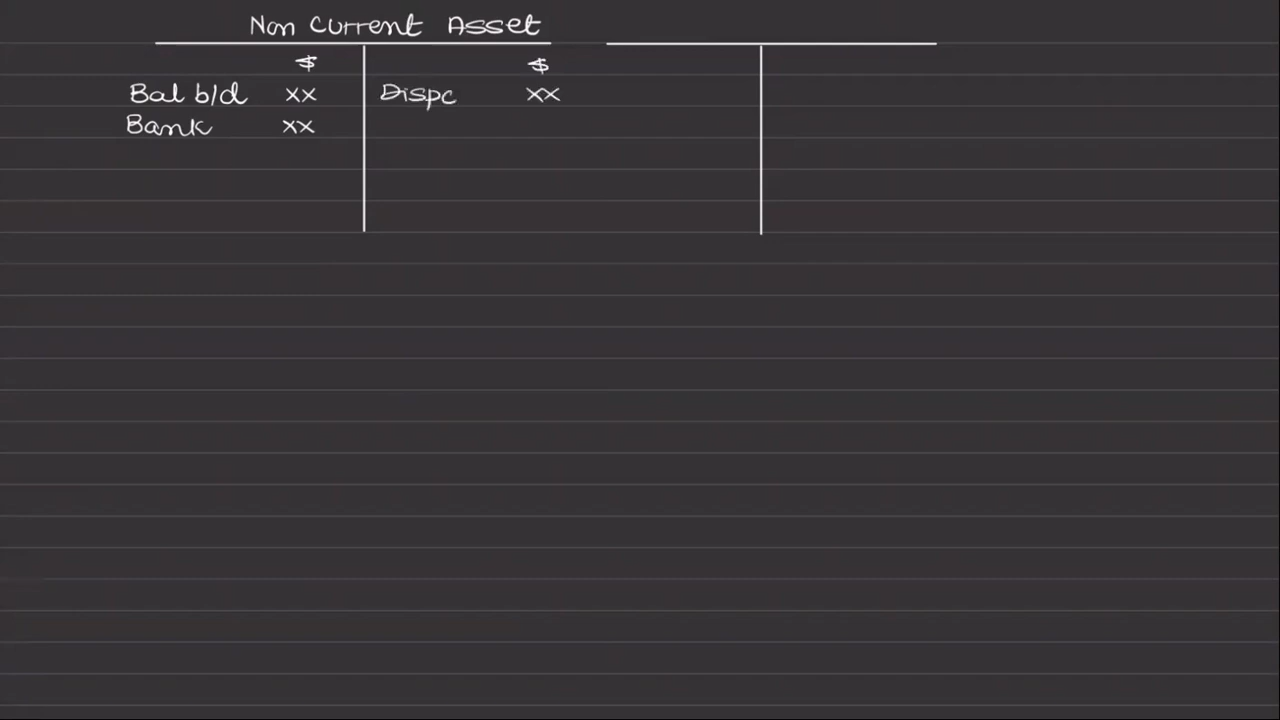 Non Current Asset
$ $
Bal b/d xx Dispc xx
Bank xx